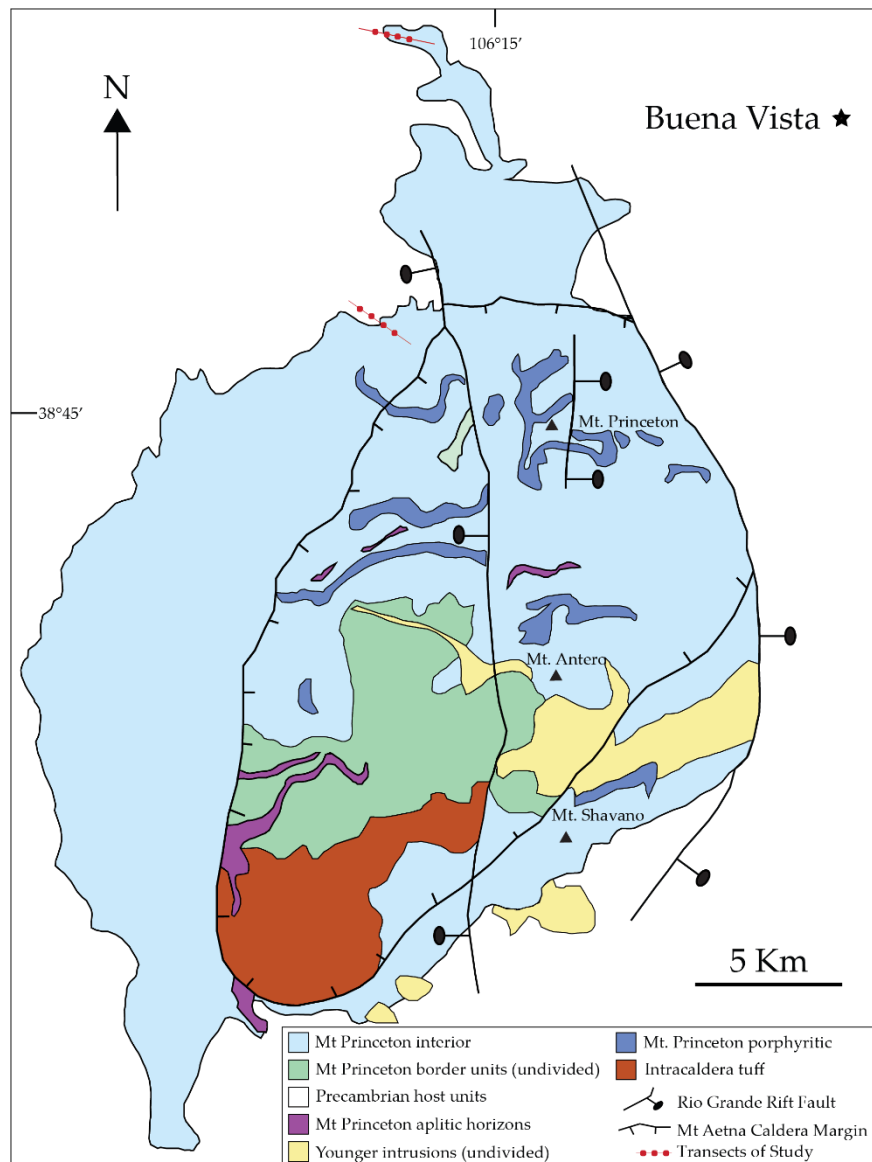 106°15′
N
Buena Vista
38°45′
Mt. Princeton
Mt. Antero
Mt. Shavano
5 Km
Mt Princeton interior
Mt Princeton border units (undivided)
Precambrian host units
Mt Princeton aplitic horizons
Younger intrusions (undivided)
Mt. Princeton porphyritic
Intracaldera tuff
Rio Grande Rift Fault
Mt Aetna Caldera Margin
Transects of Study